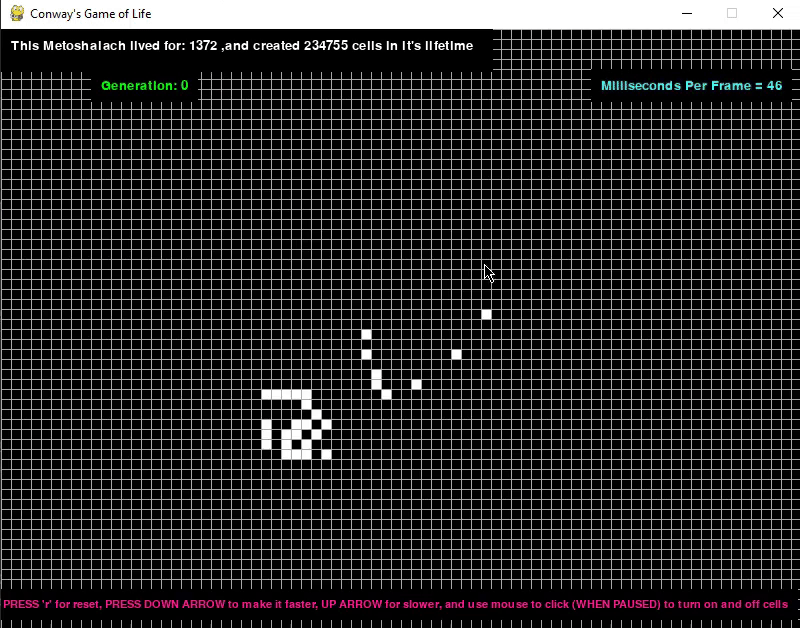 Conway's Game of Life
This Metoshalach lived for: 1372 ,and created 234755 cells in it's lifetime
Generation: 0
Milliseconds Per Frame = 46
PRESS 'r' for reset, PRESS DOWN ARROW to make it faster, UP ARROW for slower, and use mouse to click (WHEN PAUSED) to turn on and off cells